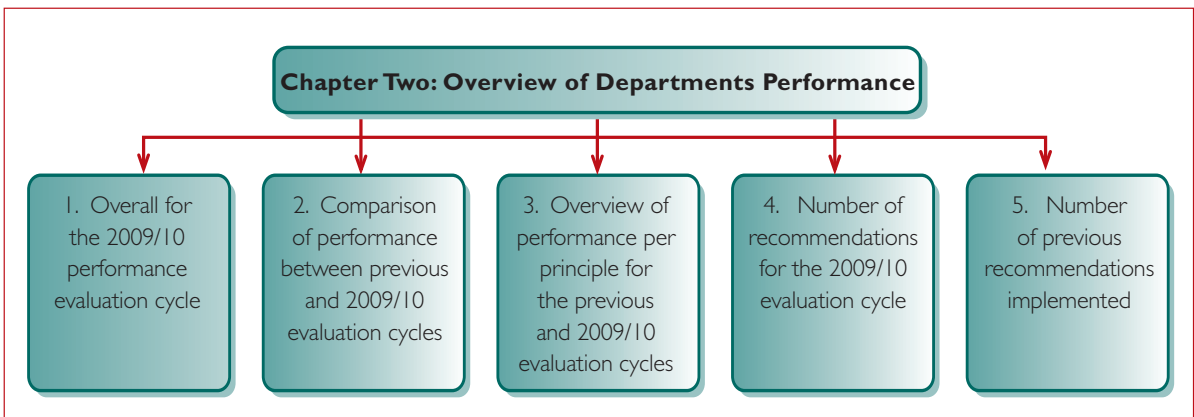 Chapter Two: Overview of Departments Performance
1. Overall for
the 2009/10
performance
evaluation cycle
2. Comparison
of performance
between previous
and 2009/10
evaluation cycles
3. Overview of
performance per
principle for
the previous
and 2009/10
evaluation cycles
4. Number of
recommendations
for the 2009/10
evaluation cycle
5. Number
of previous
recommendations
implemented